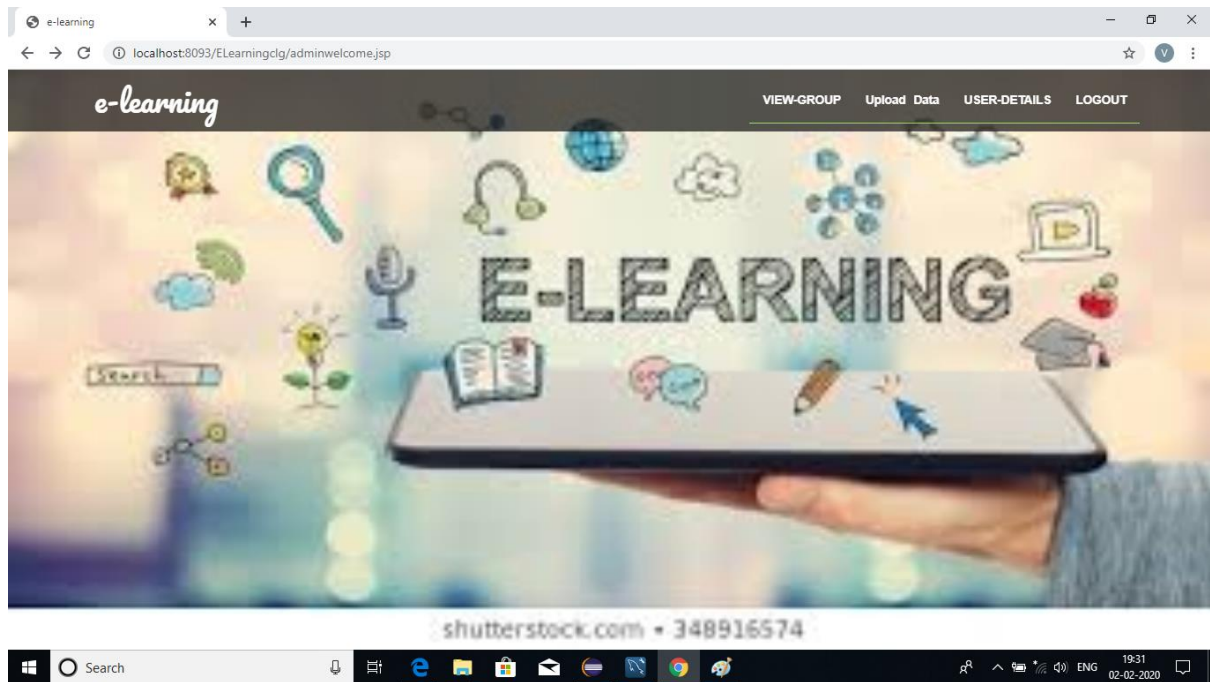 e-learning
localhost:8093/ELearningclg/adminwelcome.jsp
V
e-learning
VIEW-GROUP Upload Data USER-DETAILS LOGOUT
E-LEARNING
Search
shutterstock.com • 348916574
Search
ENG
19:31
02-02-2020